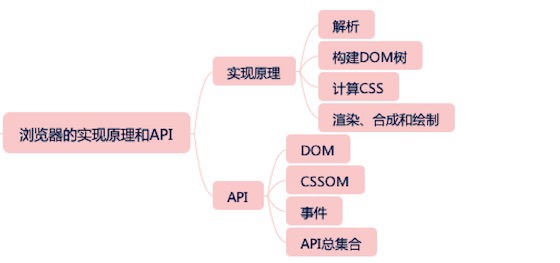 浏览器的实现原理和API
实现原理
解析
构建DOM树
计算CSS
渲染、合成和绘制
API
DOM
CSSOM
事件
API总集合